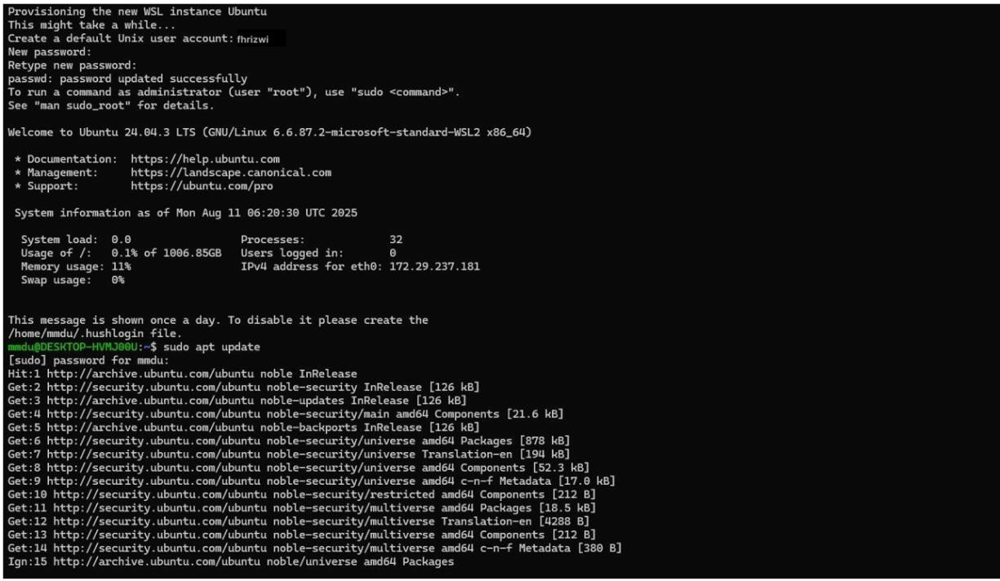 Provisioning the new WSL instance Ubuntu
This might take a while...
Create a default Unix user account: fhrizwi
New password:
Retype new password:
passwd: password updated successfully
To run a command as administrator (user "root"), use "sudo <command>".
See "man sudo_root" for details.
Welcome to Ubuntu 24.04.3 LTS (GNU/Linux 6.6.87.2-microsoft-standard-WSL2 x86_64)
* Documentation:  https://help.ubuntu.com
* Management:     https://landscape.canonical.com
* Support:        https://ubuntu.com/pro
System information as of Mon Aug 11 06:20:30 UTC 2025
System load:  0.0                 Processes:             32
Usage of /:   0.1% of 1006.85GB   Users logged in:       0
Memory usage: 11%                 IPv4 address for eth0: 172.29.237.181
Swap usage:   0%
This message is shown once a day. To disable it please create the
/home/mmdu/.hushlogin file.
mmdu@DESKTOP-HVMJ00U:~$ sudo apt update
[sudo] password for mmdu:
Hit:1 http://archive.ubuntu.com/ubuntu noble InRelease
Get:2 http://security.ubuntu.com/ubuntu noble-security InRelease [126 kB]
Get:3 http://archive.ubuntu.com/ubuntu noble-updates InRelease [126 kB]
Get:4 http://security.ubuntu.com/ubuntu noble-security/main amd64 Components [21.6 kB]
Get:5 http://archive.ubuntu.com/ubuntu noble-backports InRelease [126 kB]
Get:6 http://security.ubuntu.com/ubuntu noble-security/universe amd64 Packages [878 kB]
Get:7 http://security.ubuntu.com/ubuntu noble-security/universe Translation-en [194 kB]
Get:8 http://security.ubuntu.com/ubuntu noble-security/universe amd64 Components [52.3 kB]
Get:9 http://security.ubuntu.com/ubuntu noble-security/universe amd64 c-n-f Metadata [17.0 kB]
Get:10 http://security.ubuntu.com/ubuntu noble-security/restricted amd64 Components [212 B]
Get:11 http://security.ubuntu.com/ubuntu noble-security/multiverse amd64 Packages [18.5 kB]
Get:12 http://security.ubuntu.com/ubuntu noble-security/multiverse Translation-en [4288 B]
Get:13 http://security.ubuntu.com/ubuntu noble-security/multiverse amd64 Components [212 B]
Get:14 http://security.ubuntu.com/ubuntu noble-security/multiverse amd64 c-n-f Metadata [380 B]
Ign:15 http://archive.ubuntu.com/ubuntu noble/universe amd64 Packages